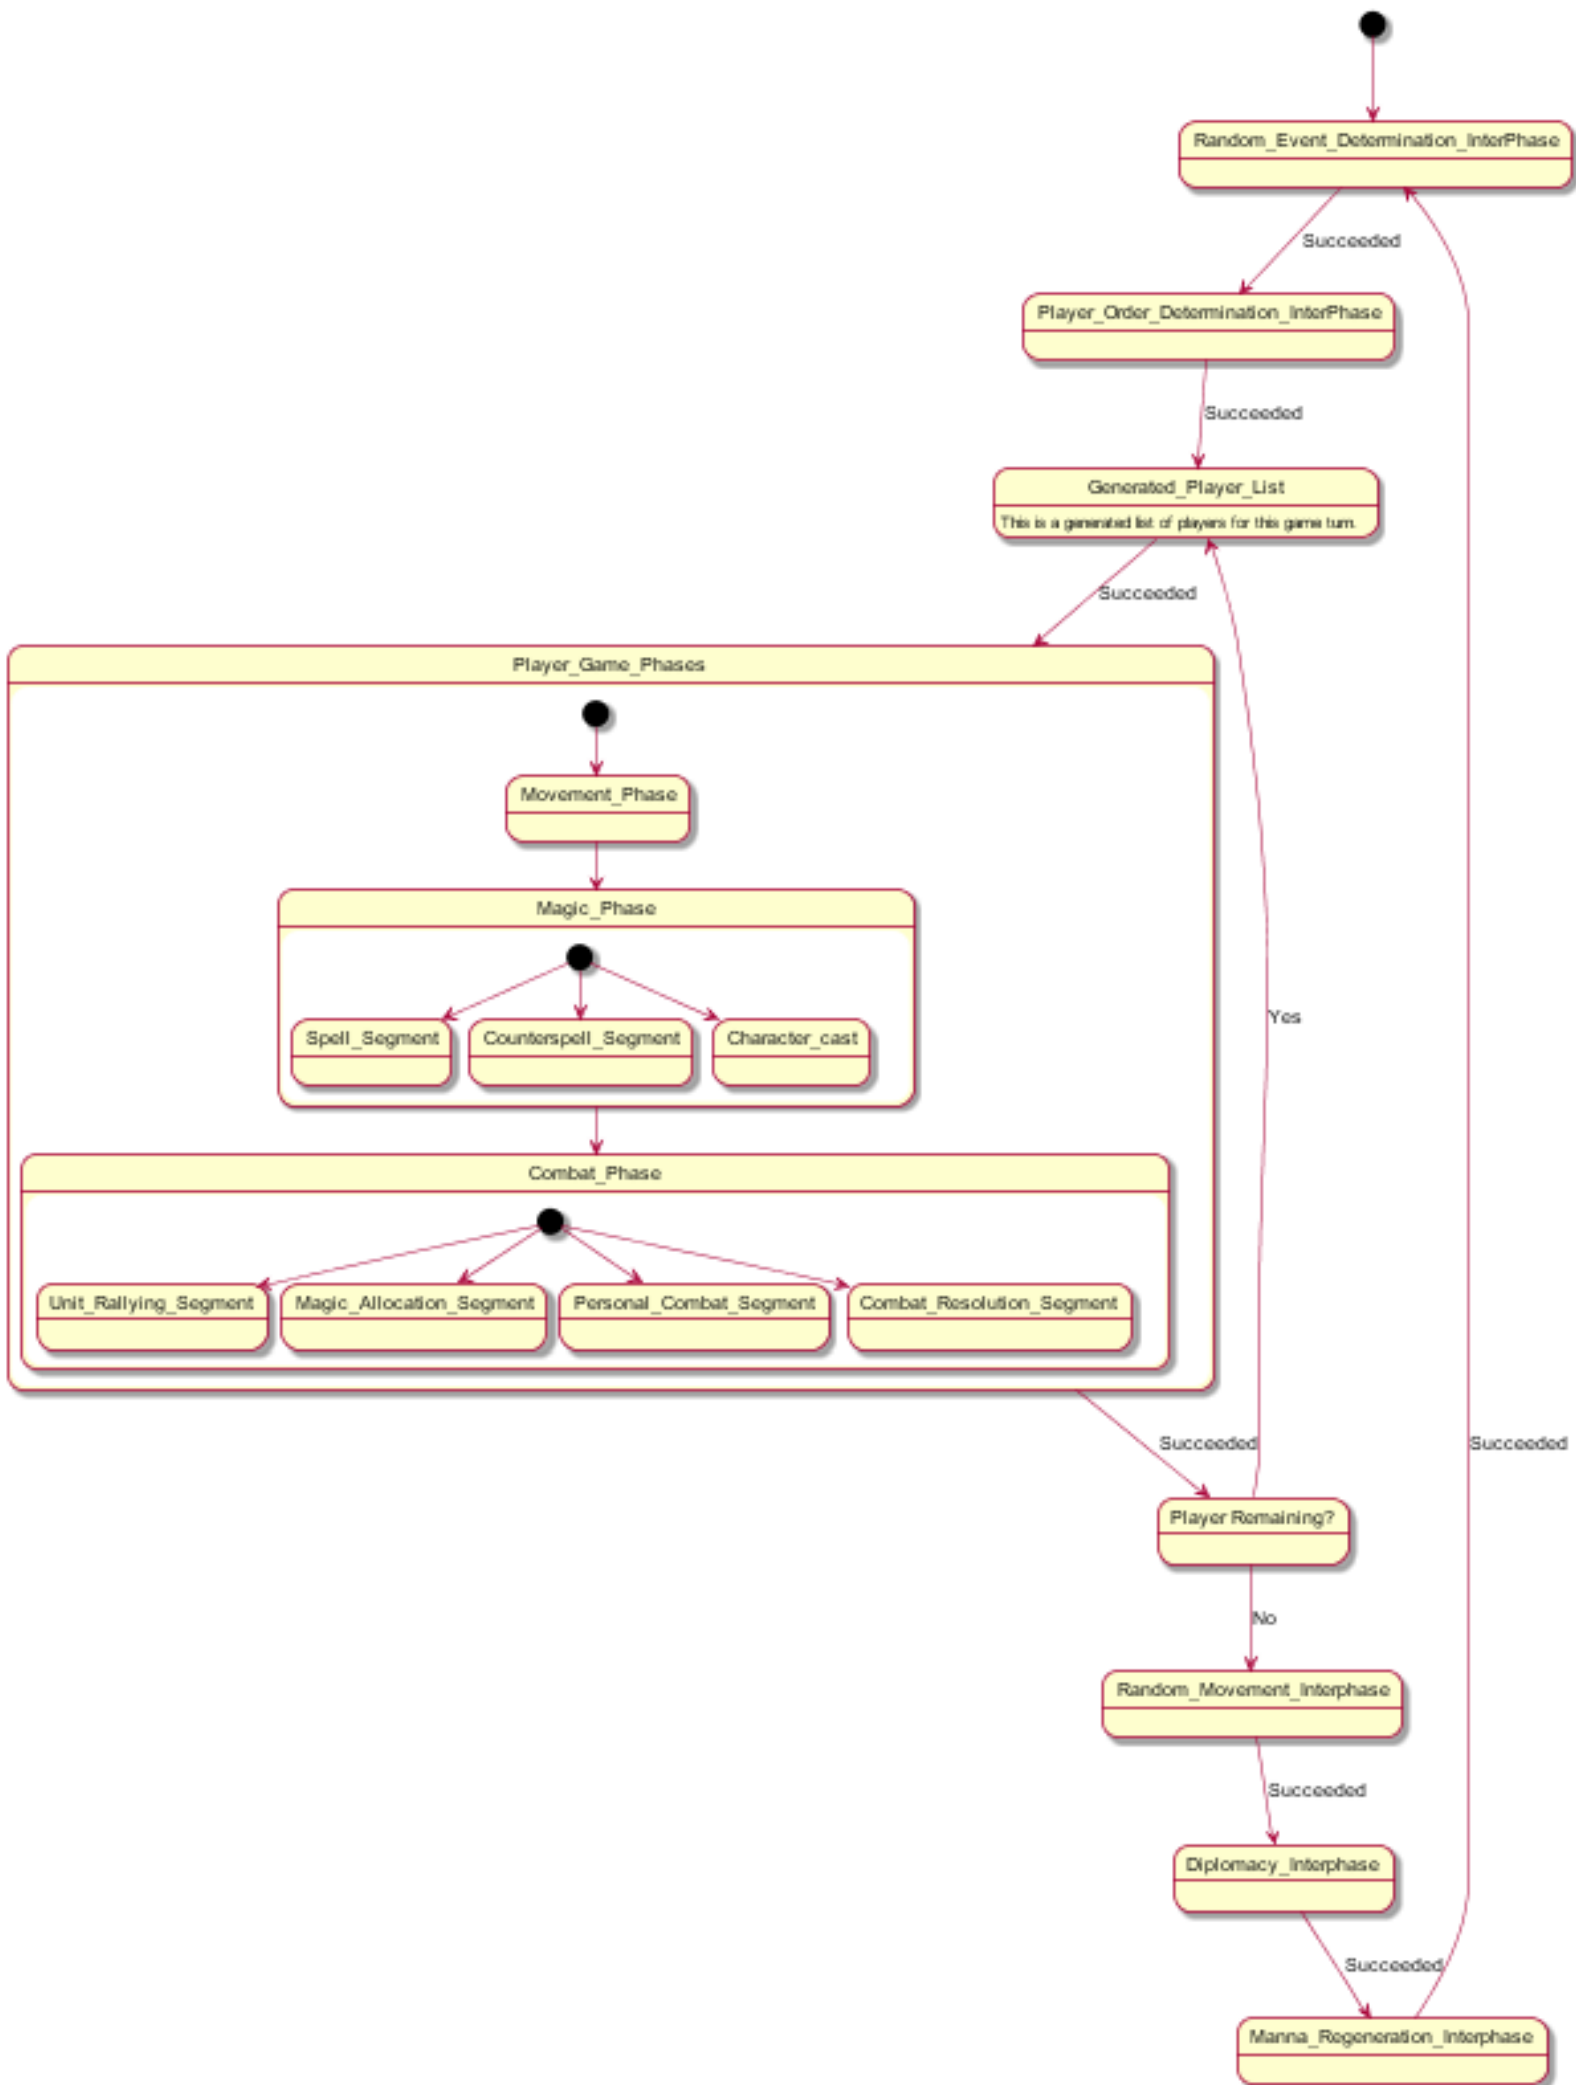 Random_Event_Determination_InterPhase
Succeeded
Player_Order_Determination_InterPhase
Succeeded
Generated_Player_List
This is a generated list of players for this game turn.
Succeeded
Player_Game_Phases
Movement_Phase
Magic_Phase
Spell_Segment
Counterspell_Segment
Character_cast
Yes
Combat_Phase
Unit_Rallying_Segment
Magic_Allocation_Segment
Personal_Combat_Segment
Combat_Resolution_Segment
Succeeded
Succeeded
Player Remaining?
No
Random_Movement_Interphase
Succeeded
Diplomacy_Interphase
Succeeded
Manna_Regeneration_Interphase